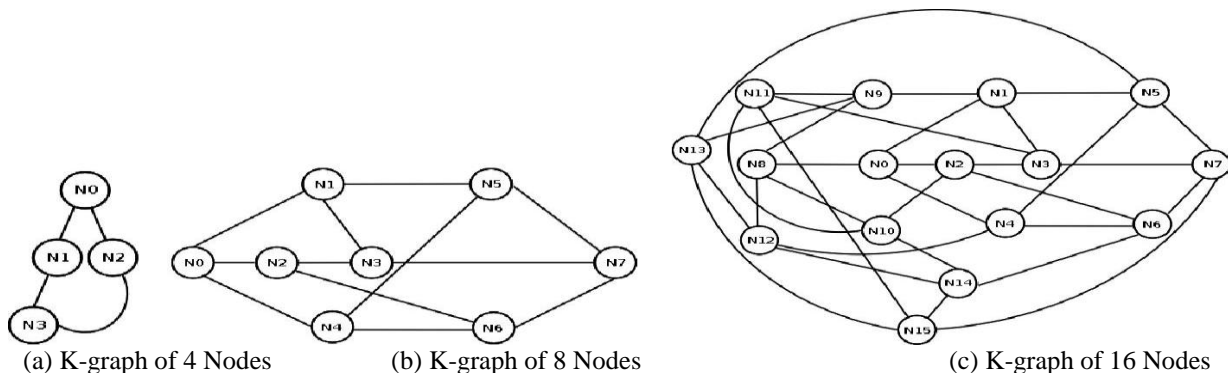 N0
N1 N2
N3
(a) K-graph of 4 Nodes
N1 N5
N0 N2 N3 N7
N4 N6
(b) K-graph of 8 Nodes
N11 N9 N1 N5
N13 N8 N0 N2 N3 N7
N12 N10 N4 N6
N14
N15
(c) K-graph of 16 Nodes